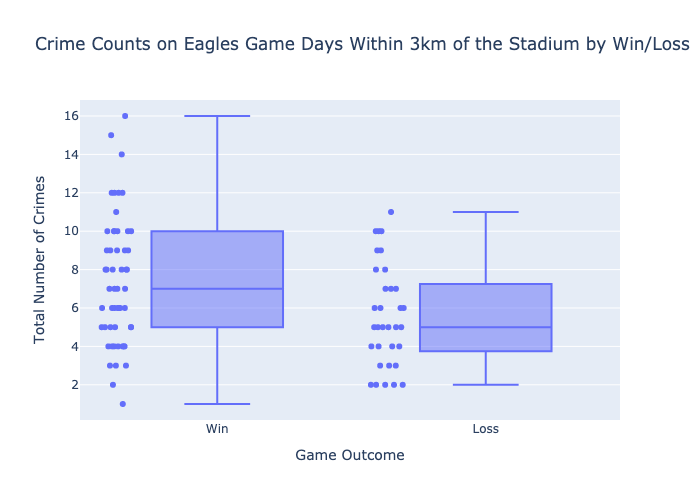 Crime Counts on Eagles Game Days Within 3km of the Stadium by Win/Loss
16
14
12
10
8
6
4
2
Total Number of Crimes
Win
Loss
Game Outcome